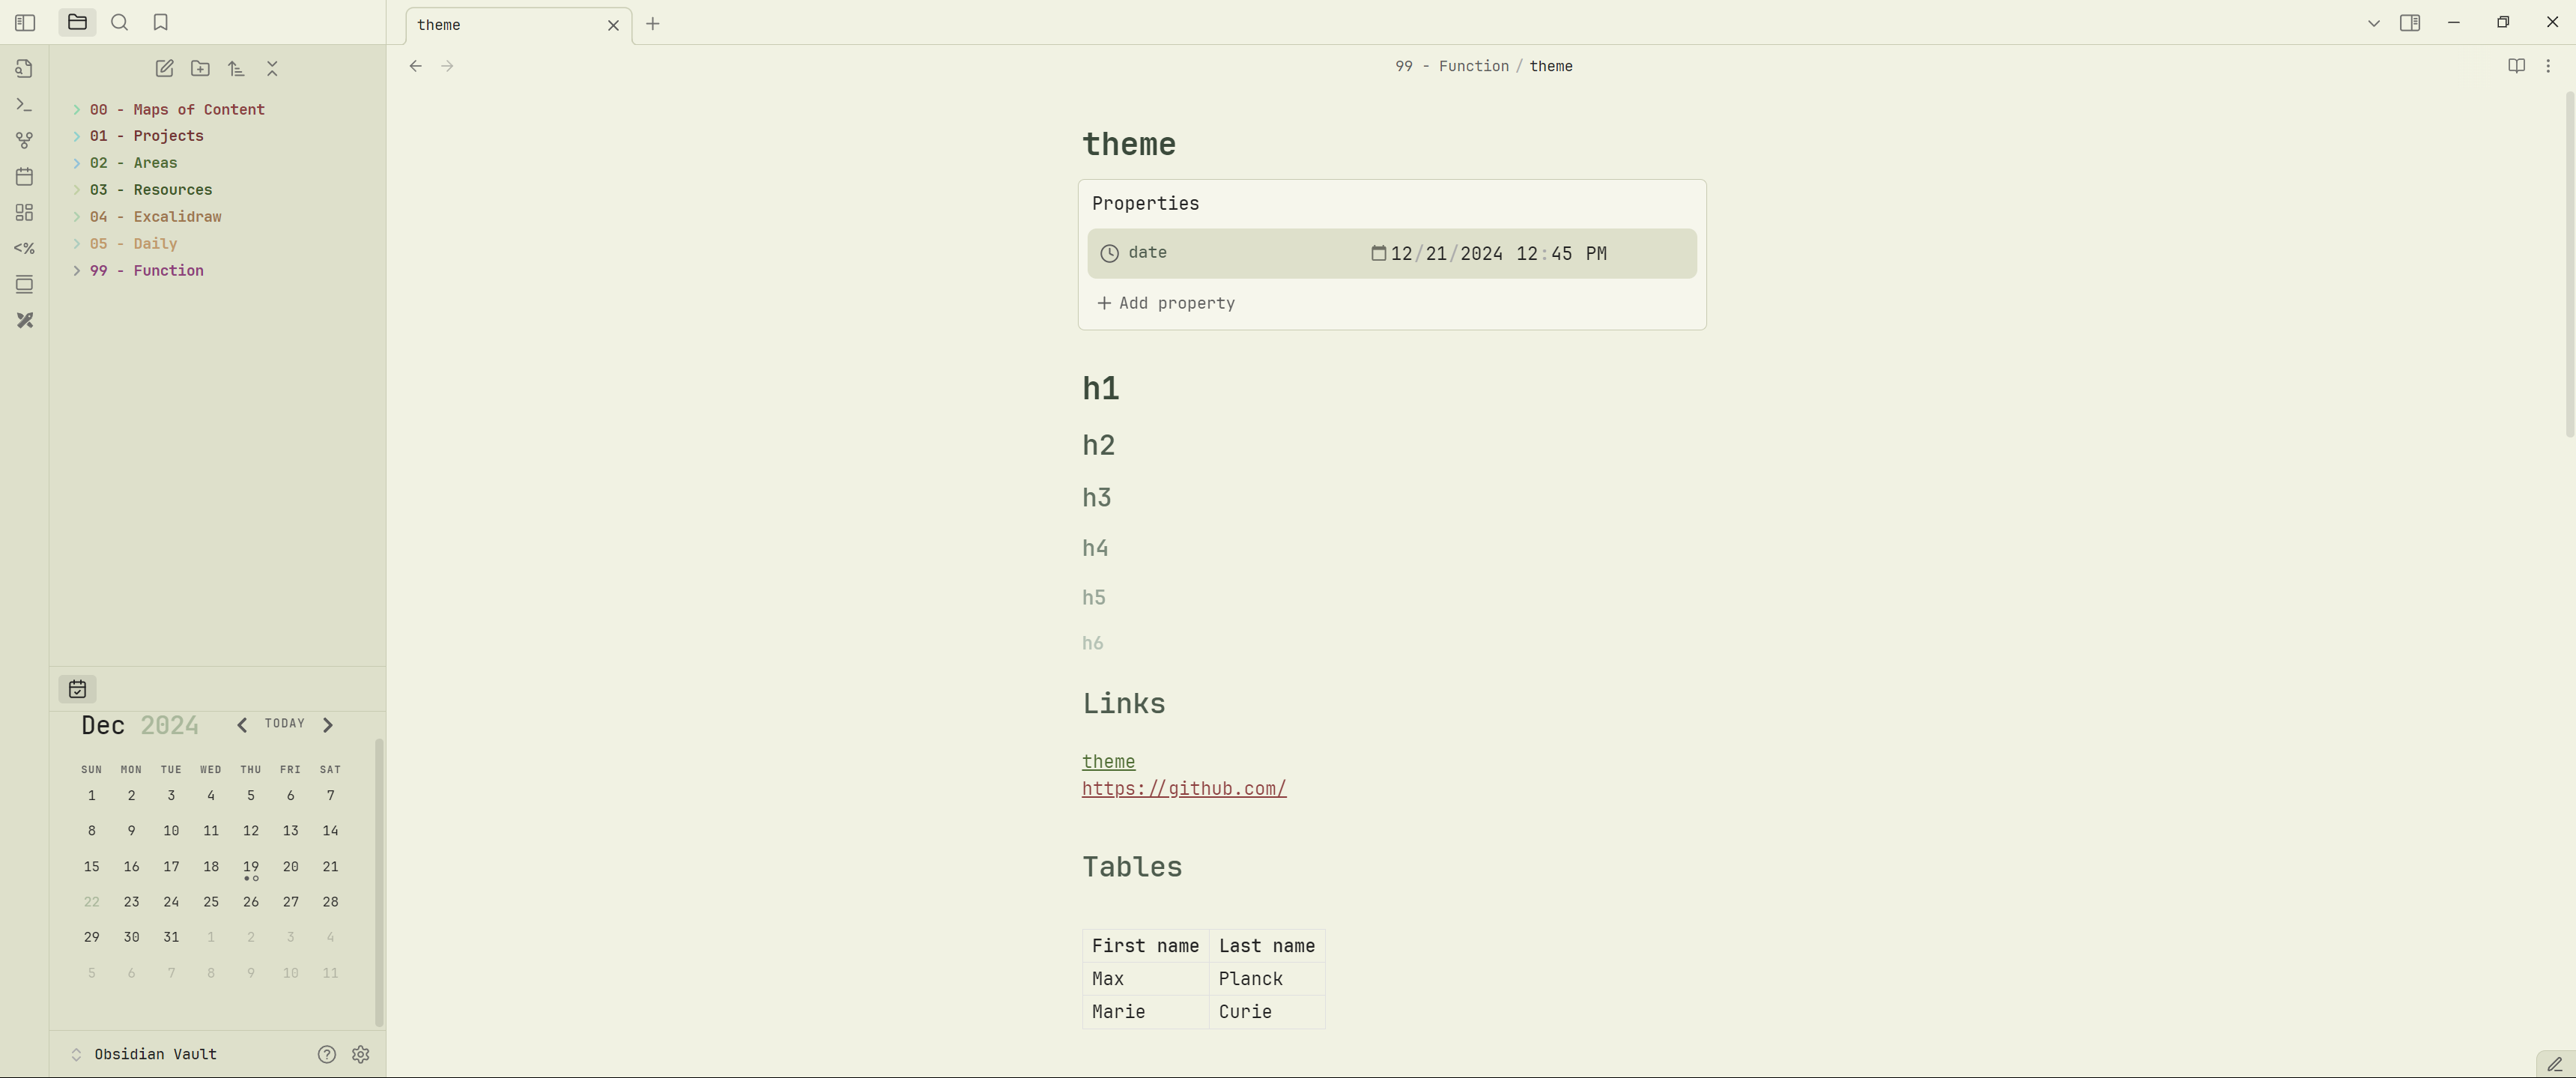 theme
99 - Function / theme
00 - Maps of Content
01 - Projects
02 - Areas
03 - Resources
04 - Excalidraw
05 - Daily
99 - Function
<%
Dec 2024
TODAY
SUN MON TUE WED THU FRI SAT
1 2 3 4 5 6 7
8 9 10 11 12 13 14
15 16 17 18 19 20 21
22 23 24 25 26 27 28
29 30 31 1 2 3 4
5 6 7 8 9 10 11
Obsidian Vault
theme
Properties
date 12/21/2024 12:45 PM
Add property
h1
h2
h3
h4
h5
h6
Links
theme
https://github.com/
Tables
First name Last name
Max Planck
Marie Curie